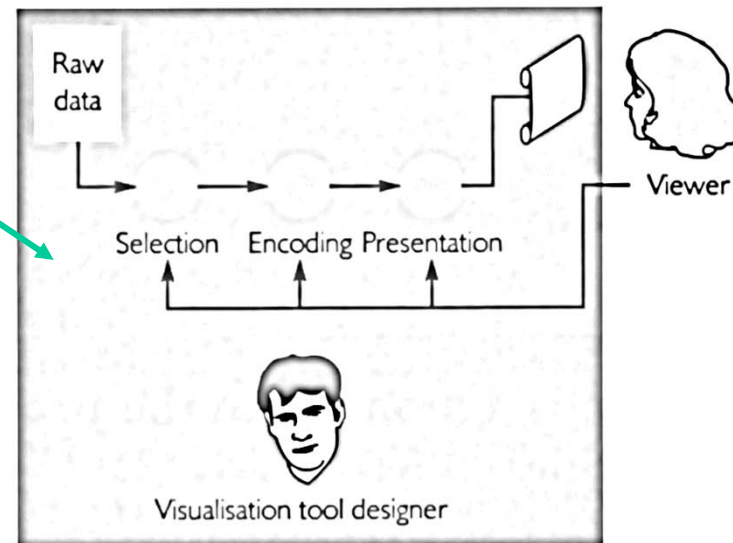 Raw
data
Viewer
Selection Encoding Presentation
Visualisation tool designer